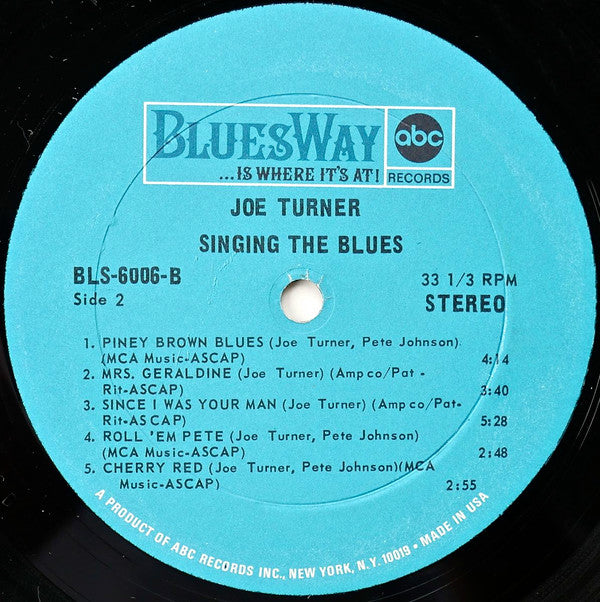 BLUESWAY
...IS WHERE IT'S AT!
abc
RECORDS
JOE TURNER
SINGING THE BLUES
BLS-6006-B
33 1/3 RPM
Side 2
STEREO
1. PINEY BROWN BLUES (Joe Turner, Pete Johnson)
(MCA Music-ASCAP) 4:14
2. MRS. GERALDINE (Joe Turner) (Ampco/Pat-
Rit-ASCAP) 3:40
3. SINCE I WAS YOUR MAN (Joe Turner) (Ampco/Pat-
Rit-ASCAP) 5:28
4. ROLL 'EM PETE (Joe Turner, Pete Johnson)
(MCA Music-ASCAP) 2:48
5. CHERRY RED (Joe Turner, Pete Johnson)(MCA
Music-ASCAP) 2:55
A PRODUCT OF ABC RECORDS INC., NEW YORK, N.Y. 10019 • MADE IN USA